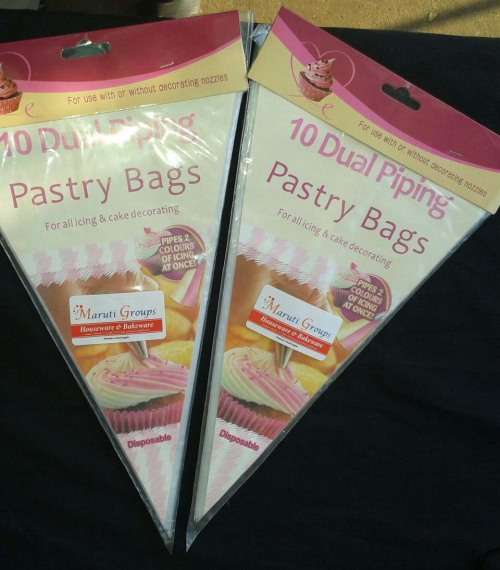 For use with or without decorating nozzles
10 Dual Piping
Pastry Bags
For all icing & cake decorating
PIPES 2
COLOURS
OF ICING
AT ONCE!
Maruti Groups
Houseware & Bakeware
Disposable
e
For use with or without decorating nozzles
10 Dual Piping
Pastry Bags
For all icing & cake decorating
PIPES 2
COLOURS
OF ICING
AT ONCE!
Maruti Groups
Houseware & Bakeware
Disposable